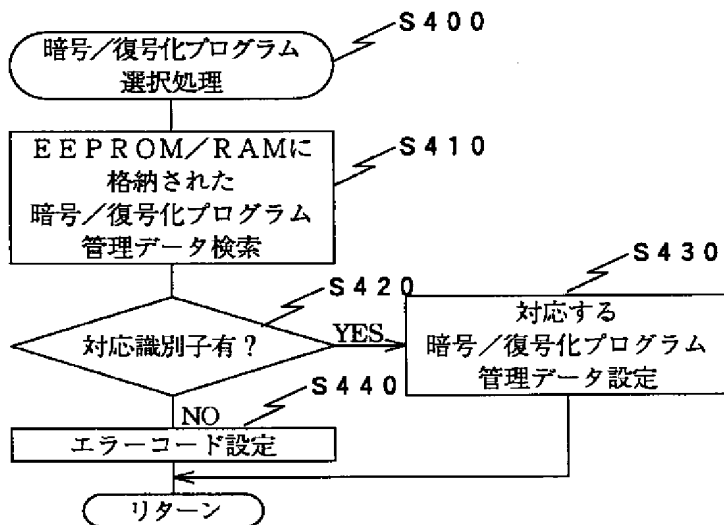 S400
暗号／復号化プログラム
選択処理
S410
EEPROM／RAMに
格納された
暗号／復号化プログラム
管理データ検索
S420
対応識別子有？
YES
S430
対応する
暗号／復号化プログラム
管理データ設定
S440
NO
エラーコード設定
リターン